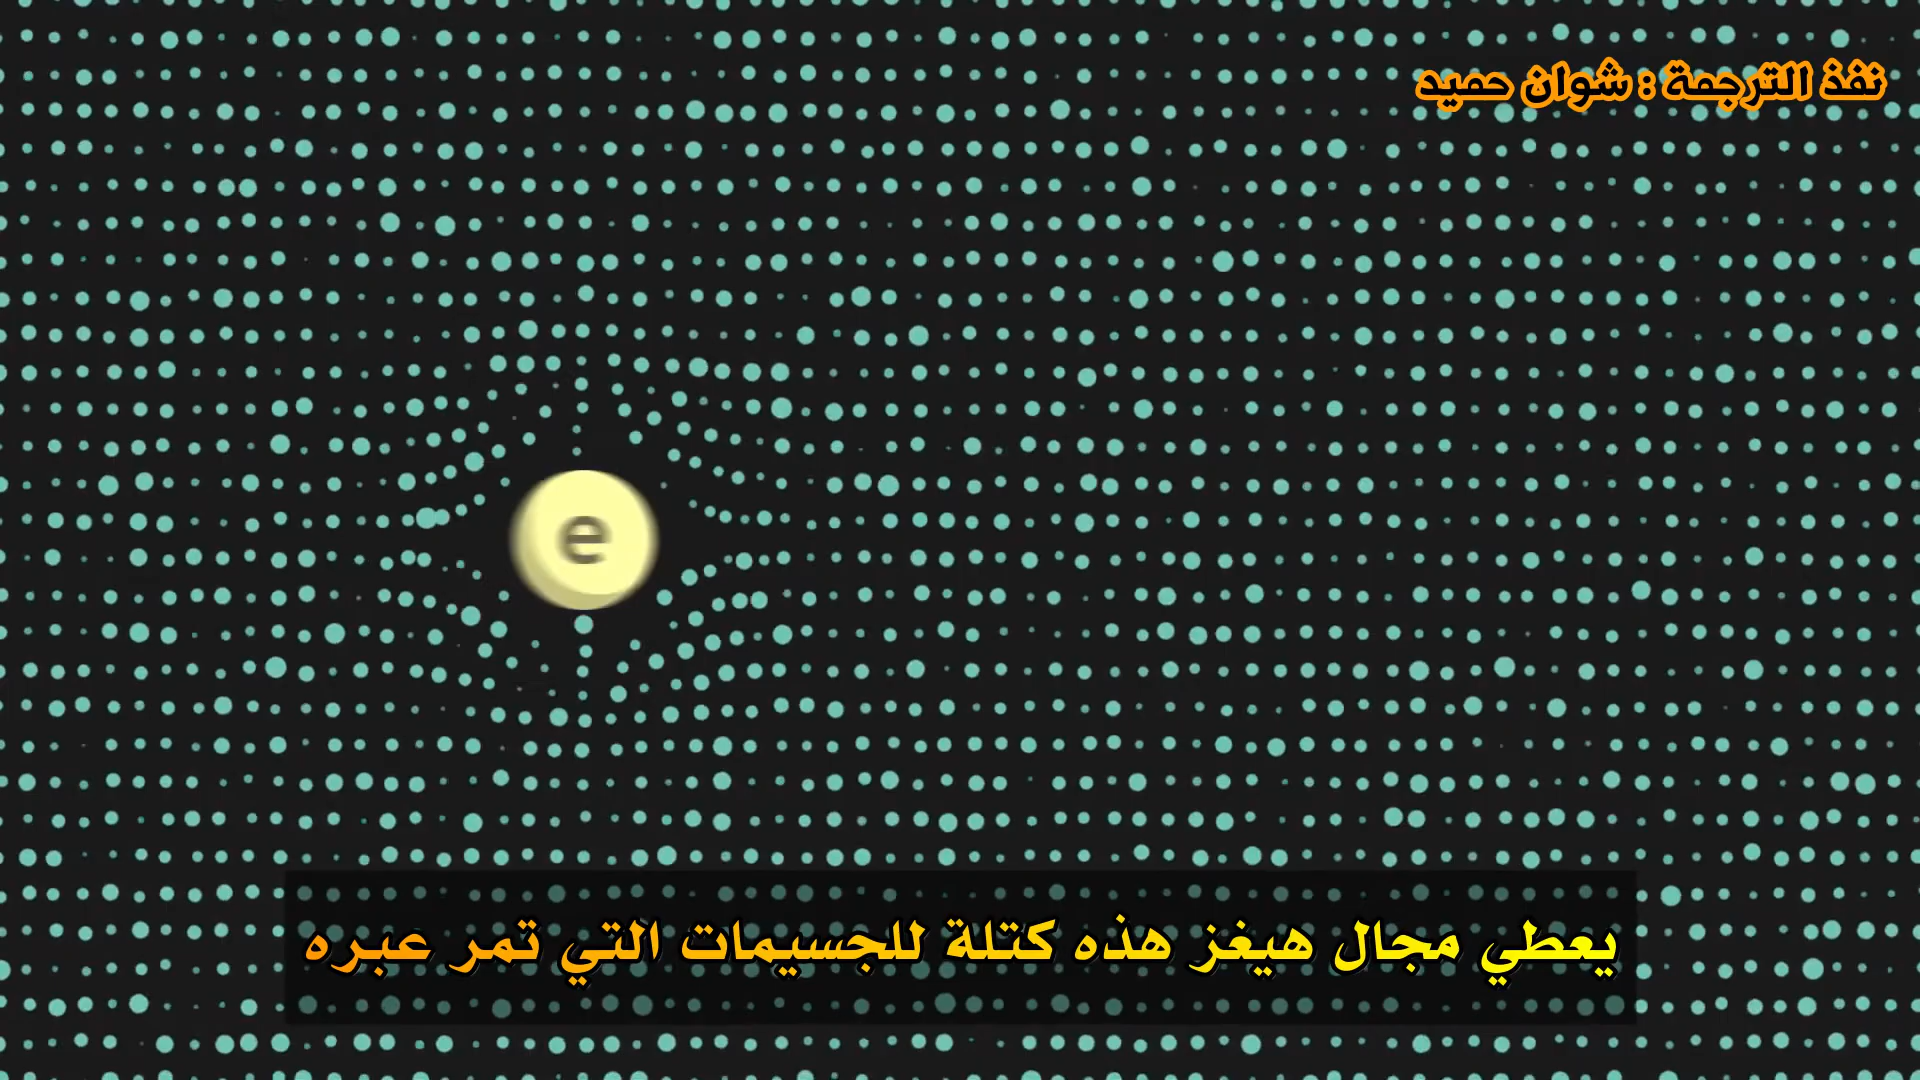 نفذ الترجمة : شوان حميد
e
يعطي مجال هيغز هذه كتلة للجسيمات التي تمر عبره